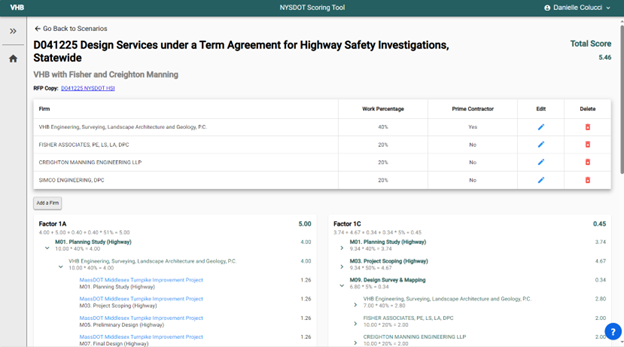 VHB
NYSDOT Scoring Tool
Danielle Colucci
Go Back to Scenarios
D041225 Design Services under a Term Agreement for Highway Safety Investigations,
Statewide
Total Score
5.46
VHB with Fisher and Creighton Manning
RFP Copy: D041225 NYSDOT HSI
Firm Work Percentage Prime Contractor Edit Delete
VHB Engineering, Surveying, Landscape Architecture and Geology, P.C. 40% Yes
FISHER ASSOCIATES, PE, LS, LA, DPC 20% No
CREIGHTON MANNING ENGINEERING LLP 20% No
SIMCO ENGINEERING, DPC 20% No
Add a Firm
Factor 1A 5.00
4.00 + 5.00 + 0.40 + 0.40 * 51% = 5.00
M01. Planning Study (Highway) 4.00
10.00 * 40% = 4.00
VHB Engineering, Surveying, Landscape Architecture and Geology, P.C 4.00
10.00 * 40% = 4.00
MassDOT Middlesex Turnpike Improvement Project 1.26
M01. Planning Study (Highway)
MassDOT Middlesex Turnpike Improvement Project 1.26
M03. Project Scoping (Highway)
MassDOT Middlesex Turnpike Improvement Project 1.26
M05. Preliminary Design (Highway)
MassDOT Middlesex Turnpike Improvement Project 1.26
M07. Final Design (Highway)
Factor 1C 0.45
3.74 + 4.67 + 0.34 + 0.34 * 5% = 0.45
M01. Planning Study (Highway) 3.74
9.34 * 40% = 3.74
M03. Project Scoping (Highway) 4.67
9.34 * 50% = 4.67
M09. Design Survey & Mapping 0.34
6.80 * 5% = 0.34
VHB Engineering, Surveying, Landscape Architecture and Geology, P.C. 2.80
7.00 * 40% = 2.80
FISHER ASSOCIATES, PE, LS, LA, DPC 2.00
10.00 * 20% = 2.00
CREIGHTON MANNING ENGINEERING LLP 2.00
10.00 * 20% = 2.00
?